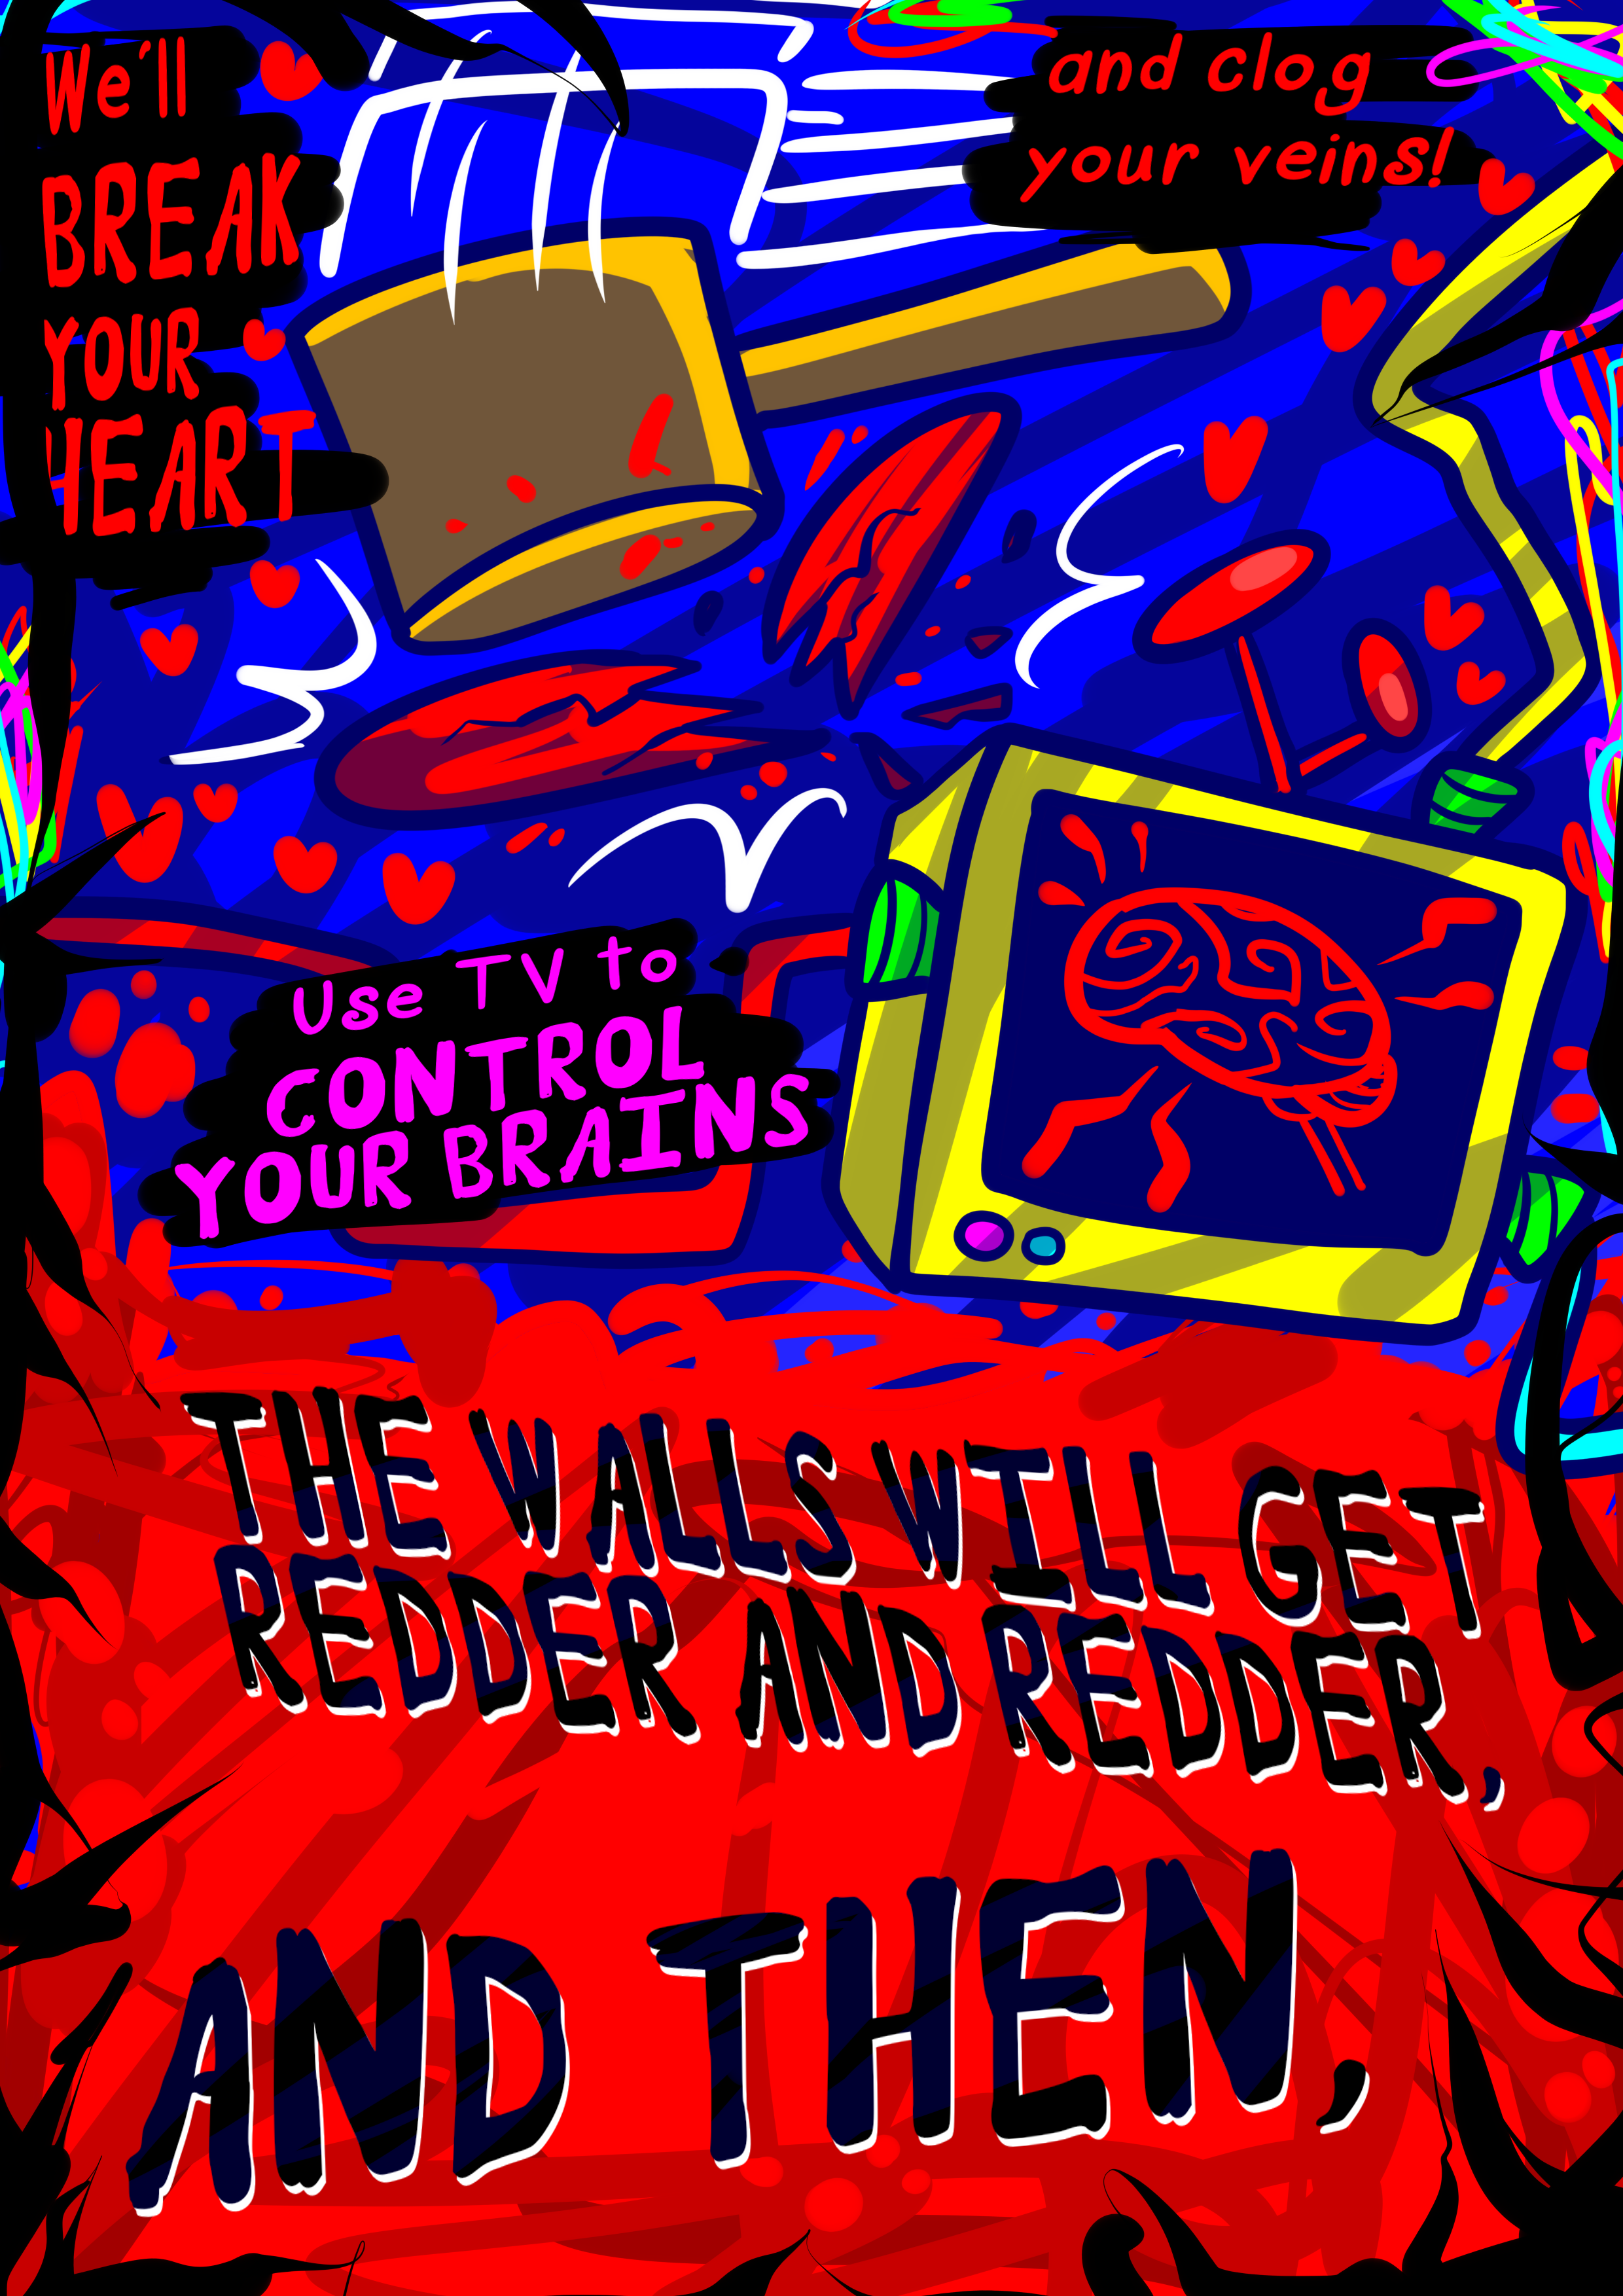 We'll
BREAK
YOUR
HEART
and clog
your veins!
Use TV to
CONTROL
YOUR BRAINS
THE WALLS WILL GET
REDDER AND REDDER,
AND THEN,